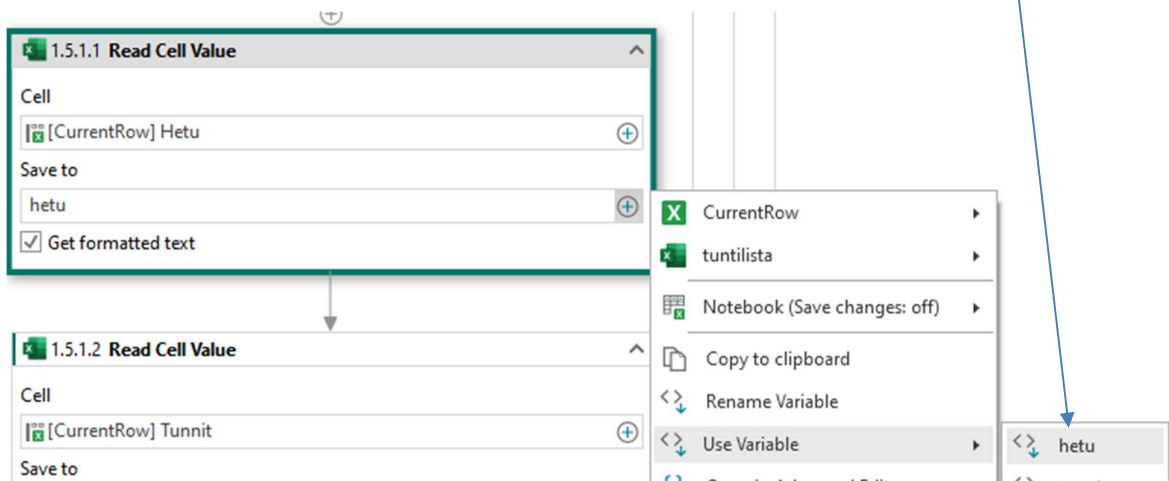 1.5.1.1 Read Cell Value
Cell
[CurrentRow] Hetu
Save to
hetu
Get formatted text
CurrentRow
tuntilista
Notebook (Save changes: off)
Copy to clipboard
Rename Variable
Use Variable
hetu
1.5.1.2 Read Cell Value
Cell
[CurrentRow] Tunnit
Save to